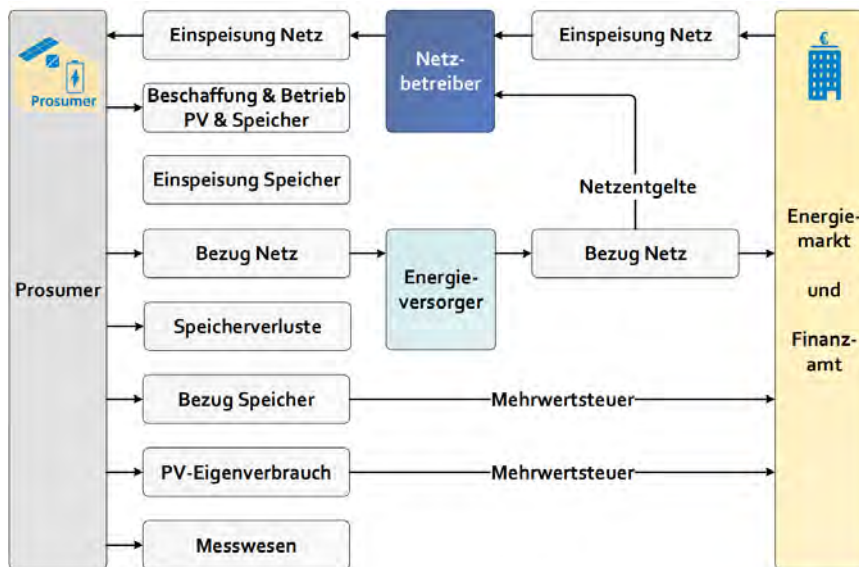 Prosumer
Prosumer
Einspeisung Netz
Netz-
betreiber
Einspeisung Netz
€
Beschaffung & Betrieb
PV & Speicher
Einspeisung Speicher
Netzentgelte
Bezug Netz
Energie-
versorger
Bezug Netz
Speicherverluste
Bezug Speicher
Mehrwertsteuer
PV-Eigenverbrauch
Mehrwertsteuer
Messwesen
Energie-
markt
und
Finanz-
amt